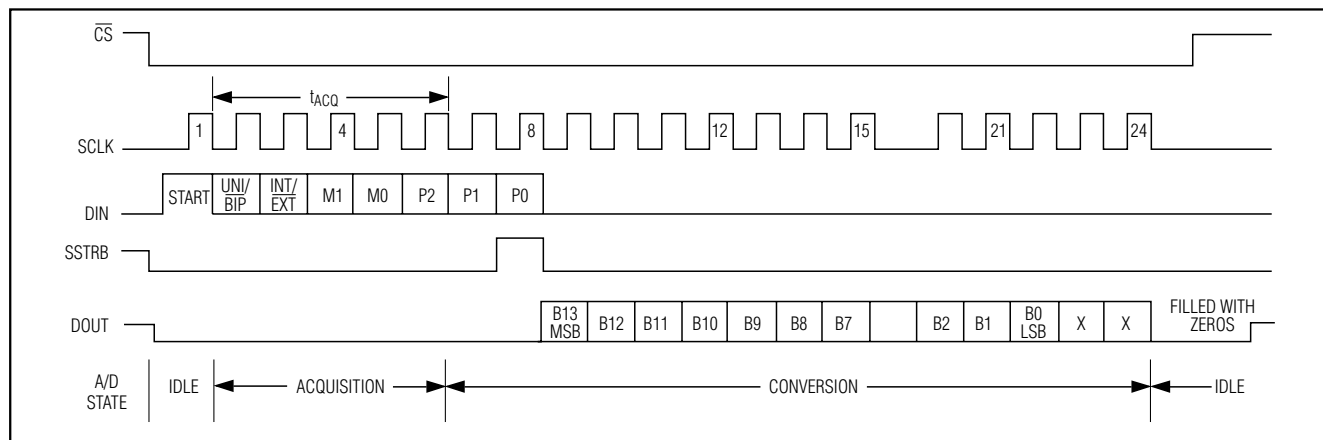 CS
tACQ
SCLK 1 4 8 12 15 21 24
DIN START UNI/ BIP INT/ EXT M1 M0 P2 P1 P0
SSTRB
DOUT B13 MSB B12 B11 B10 B9 B8 B7 B2 B1 B0 LSB X X FILLED WITH ZEROS
A/D STATE IDLE ACQUISITION CONVERSION IDLE